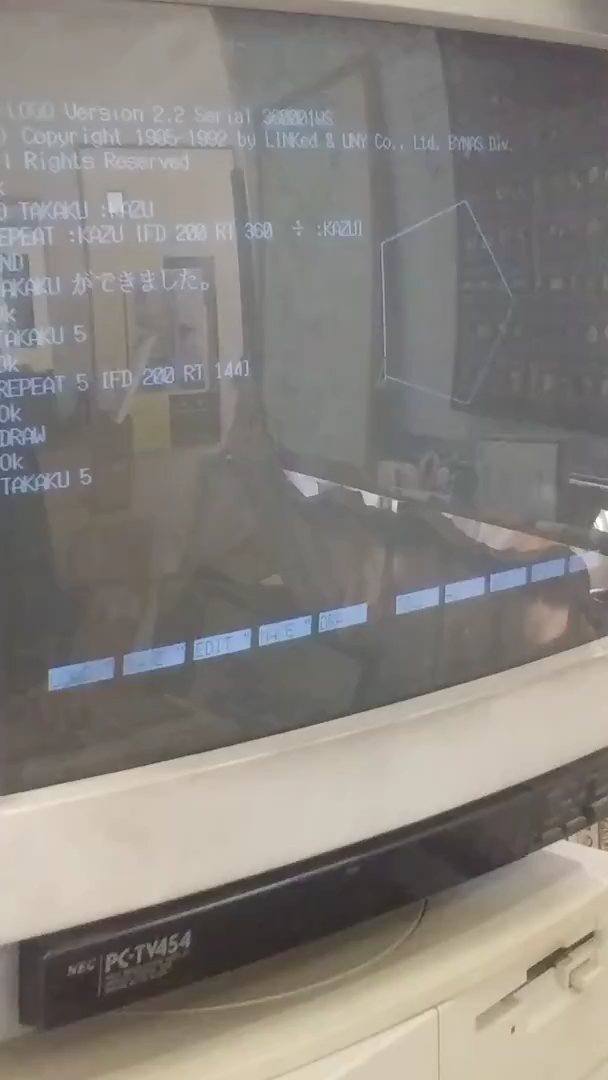 LOGO Version 2.2 Serial 300001WS
) Copyright 1985-1992 by LINKed & UNY Co., Ltd. BYNAS Div.
l Rights Reserved
k
O TAKAKU :KAZU
EPEAT :KAZU [FD 200 RT 360 ÷ :KAZU]
ND
AKAKU ができました。
k
TAKAKU 5
Ok
REPEAT 5 [FD 200 RT 144]
Ok
DRAW
Ok
TAKAKU 5
EDIT "
NEC PC-TV454